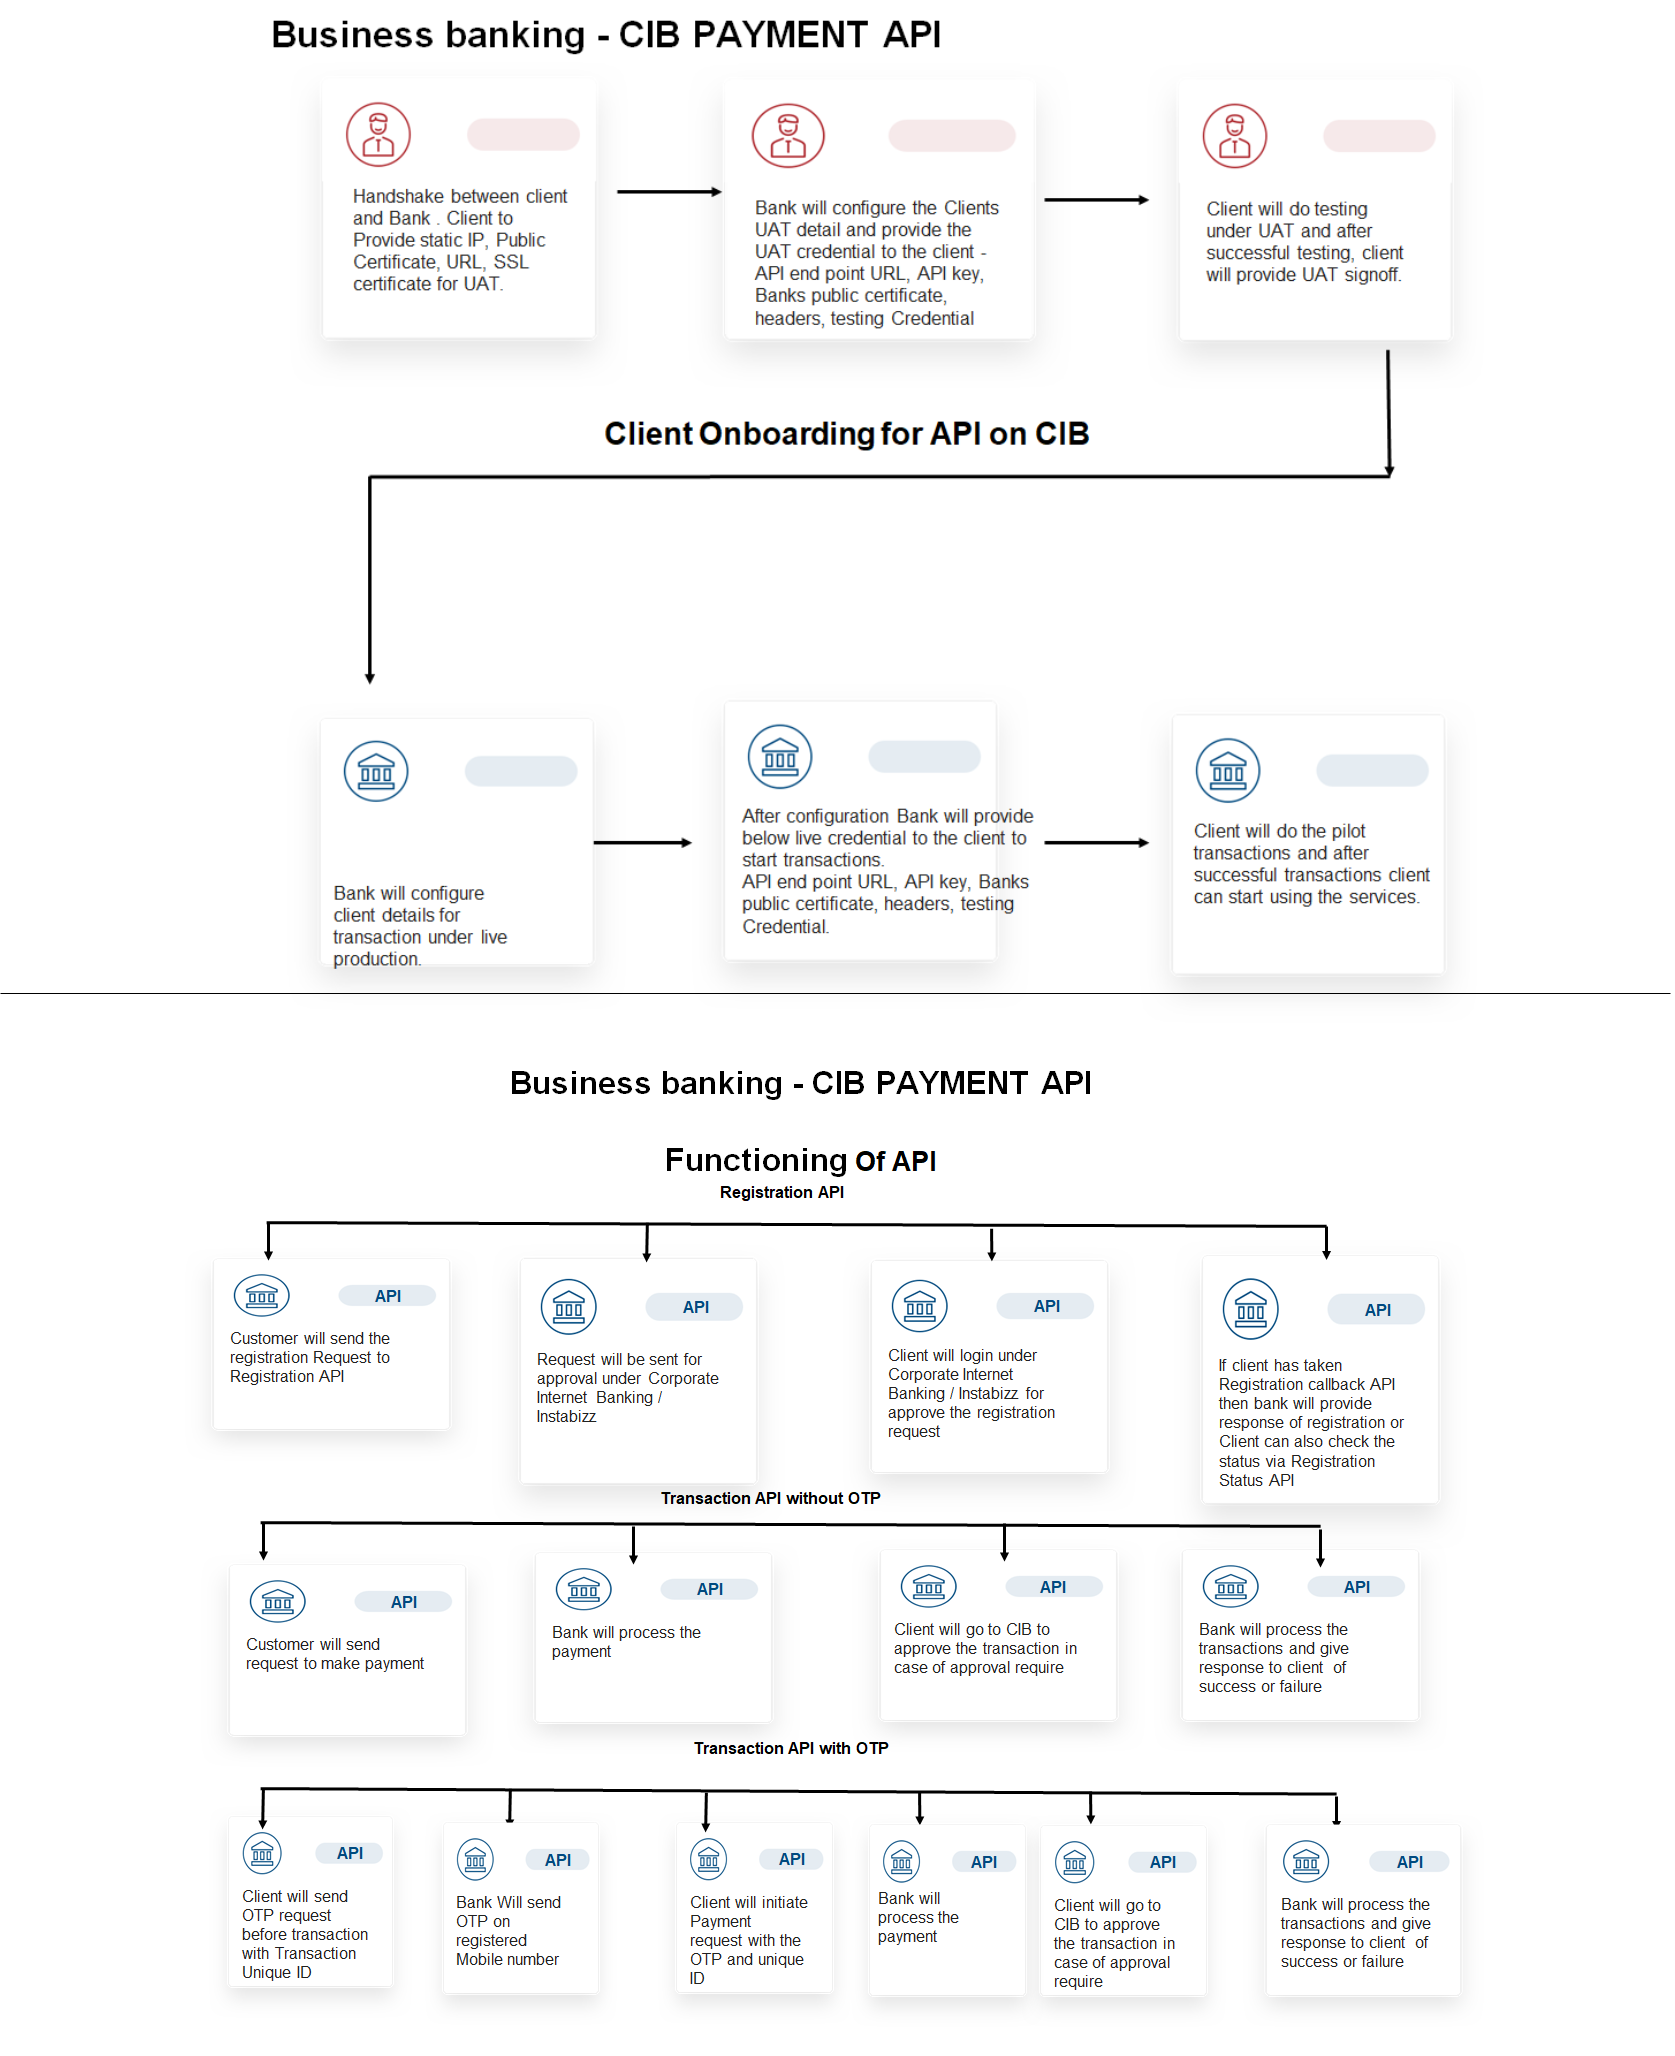 Business banking - CIB PAYMENT API
Handshake between client
and Bank . Client to
Provide static IP, Public
Certificate, URL, SSL
certificate for UAT.
Bank will configure the Clients
UAT detail and provide the
UAT credential to the client -
API end point URL, API key,
Banks public certificate,
headers, testing Credential
Client will do testing
under UAT and after
successful testing, client
will provide UAT signoff.
Client Onboarding for API on CIB
Bank will configure
client details for
transaction under live
production.
After configuration Bank will provide
below live credential to the client to
start transactions.
API end point URL, API key, Banks
public certificate, headers, testing
Credential.
Client will do the pilot
transactions and after
successful transactions client
can start using the services.
Business banking - CIB PAYMENT API
Functioning Of API
Registration API
API
Customer will send the
registration Request to
Registration API
API
Request will be sent for
approval under Corporate
Internet Banking /
Instabizz
API
Client will login under
Corporate Internet
Banking / Instabizz for
approve the registration
request
API
If client has taken
Registration callback API
then bank will provide
response of registration or
Client can also check the
status via Registration
Status API
Transaction API without OTP
API
Customer will send
request to make payment
API
Bank will process the
payment
API
Client will go to CIB to
approve the transaction in
case of approval require
API
Bank will process the
transactions and give
response to client of
success or failure
Transaction API with OTP
API
Client will send
OTP request
before transaction
with Transaction
Unique ID
API
Bank Will send
OTP on
registered
Mobile number
API
Client will initiate
Payment
request with the
OTP and unique
ID
API
Bank will
process the
payment
API
Client will go to
CIB to approve
the transaction in
case of approval
require
API
Bank will process the
transactions and give
response to client of
success or failure